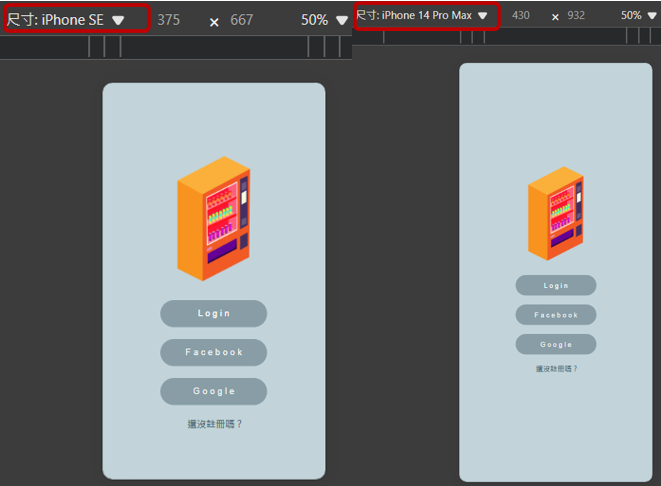 尺寸: iPhone SE 375 × 667 50%
Login
Facebook
Google
還沒註冊嗎？
尺寸: iPhone 14 Pro Max 430 × 932 50%
Login
Facebook
Google
還沒註冊嗎？